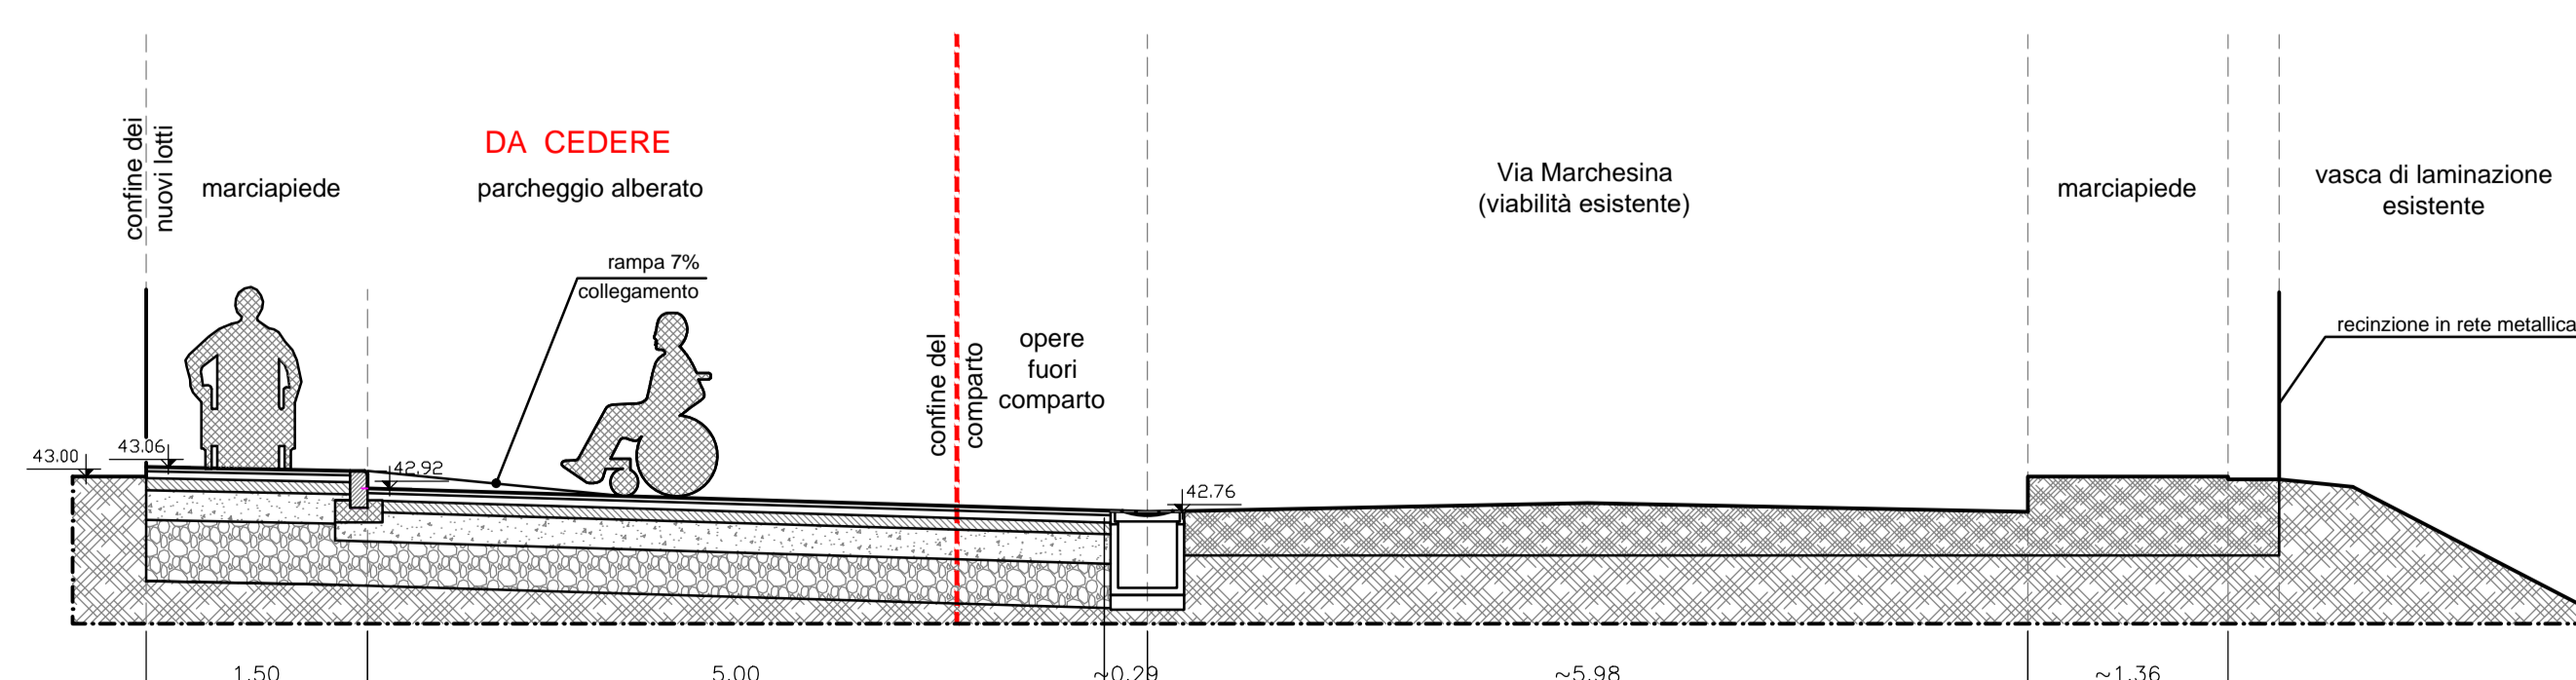 confine dei
nuovi lotti
marciapiede
DA CEDERE
parcheggio alberato
rampa 7%
collegamento
confine del
comparto
opere
fuori
comparto
Via Marchesina
(viabilità esistente)
marciapiede
vasca di laminazione
esistente
recinzione in rete metallica
43.00
43.06
42.92
42.76
1.50
5.00
~0.29
~5.98
~1.36